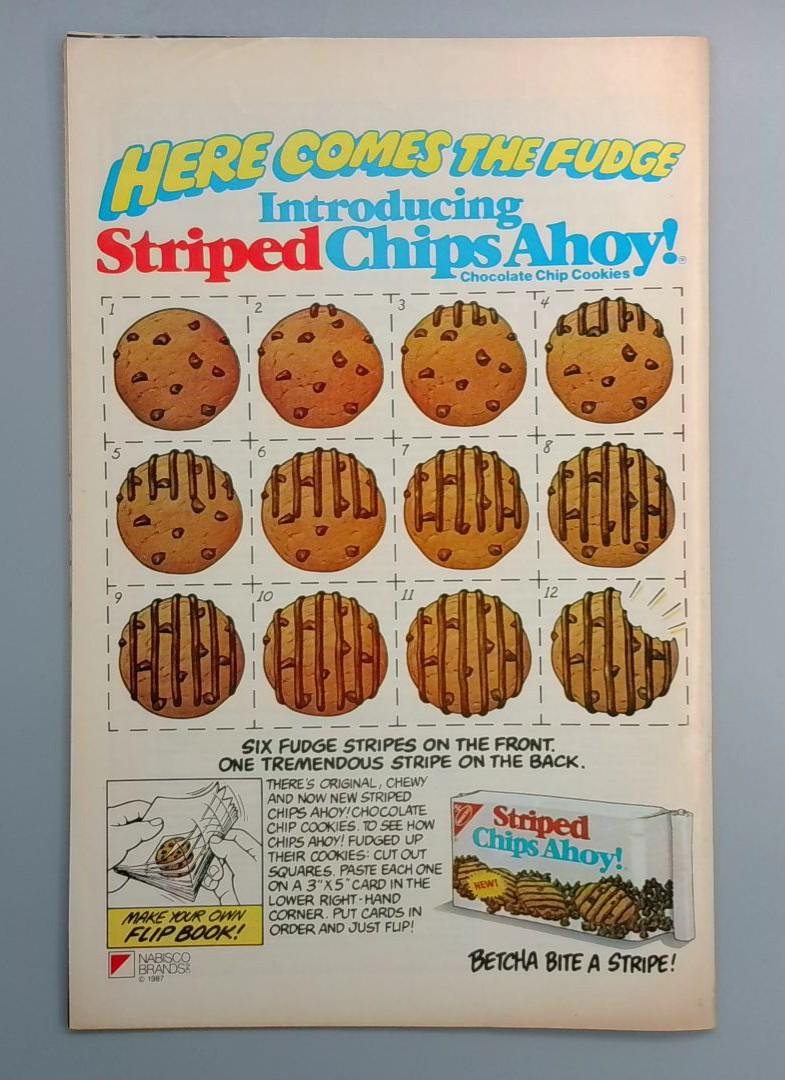 HERE COMES THE FUDGE
Introducing
Striped Chips Ahoy!®
Chocolate Chip Cookies
1 2 3 4
5 6 7 8
9 10 11 12
SIX FUDGE STRIPES ON THE FRONT.
ONE TREMENDOUS STRIPE ON THE BACK.
THERE'S ORIGINAL, CHEWY
AND NOW NEW STRIPED
CHIPS AHOY! CHOCOLATE
CHIP COOKIES. TO SEE HOW
CHIPS AHOY! FUDGED UP
THEIR COOKIES: CUT OUT
SQUARES. PASTE EACH ONE
ON A 3"X5" CARD IN THE
LOWER RIGHT-HAND
CORNER. PUT CARDS IN
ORDER AND JUST FLIP!
MAKE YOUR OWN
FLIP BOOK!
Striped
Chips Ahoy!
NEW!
BETCHA BITE A STRIPE!
NABISCO
BRANDS
© 1987